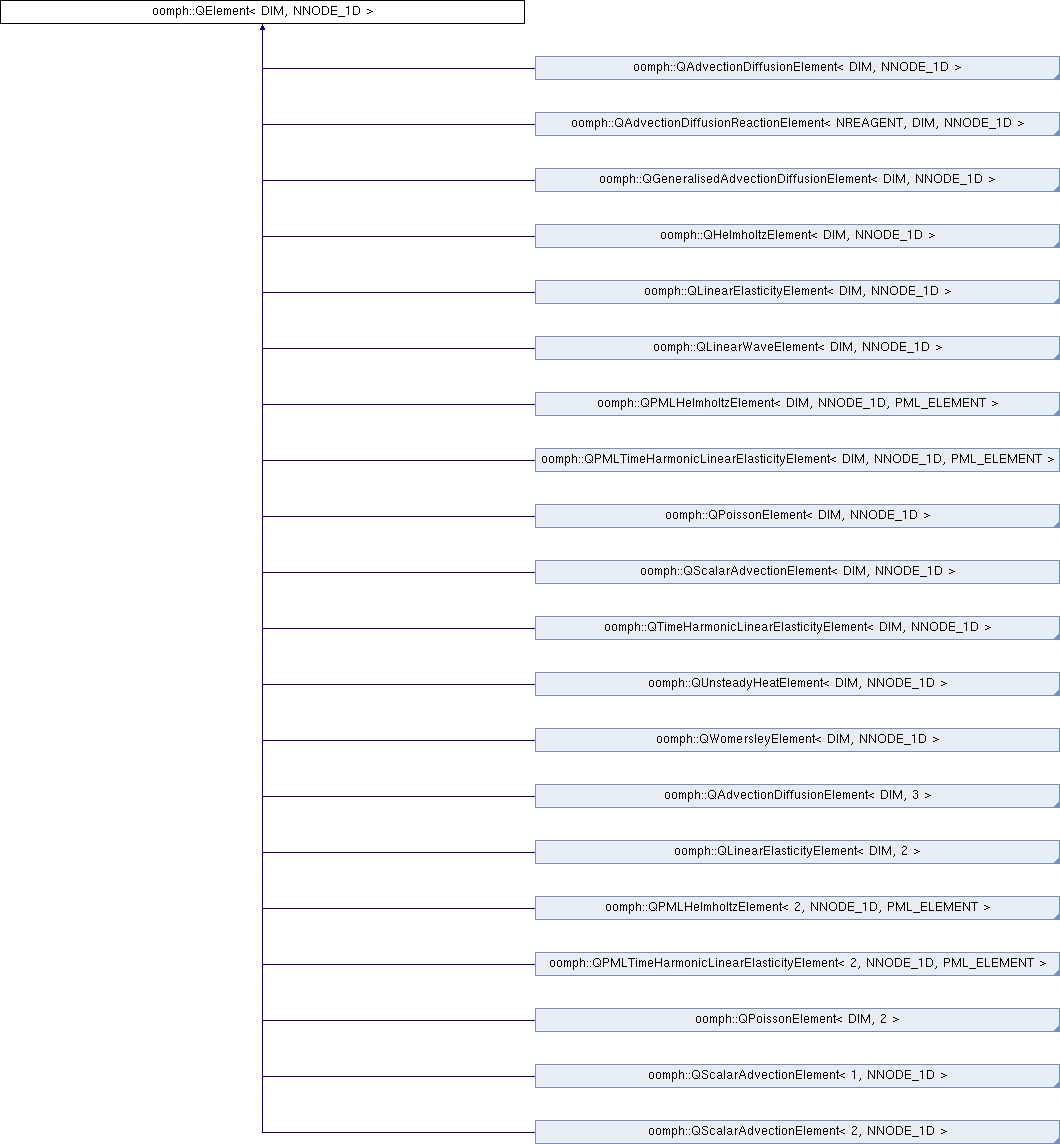 oomph::QElement< DIM, NNODE_1D >
oomph::QAdvectionDiffusionElement< DIM, NNODE_1D >
oomph::QAdvectionDiffusionReactionElement< NREAGENT, DIM, NNODE_1D >
oomph::QGeneralisedAdvectionDiffusionElement< DIM, NNODE_1D >
oomph::QHelmholtzElement< DIM, NNODE_1D >
oomph::QLinearElasticityElement< DIM, NNODE_1D >
oomph::QLinearWaveElement< DIM, NNODE_1D >
oomph::QPMLHelmholtzElement< DIM, NNODE_1D, PML_ELEMENT >
oomph::QPMLTimeHarmonicLinearElasticityElement< DIM, NNODE_1D, PML_ELEMENT >
oomph::QPoissonElement< DIM, NNODE_1D >
oomph::QScalarAdvectionElement< DIM, NNODE_1D >
oomph::QTimeHarmonicLinearElasticityElement< DIM, NNODE_1D >
oomph::QUnsteadyHeatElement< DIM, NNODE_1D >
oomph::QWomersleyElement< DIM, NNODE_1D >
oomph::QAdvectionDiffusionElement< DIM, 3 >
oomph::QLinearElasticityElement< DIM, 2 >
oomph::QPMLHelmholtzElement< 2, NNODE_1D, PML_ELEMENT >
oomph::QPMLTimeHarmonicLinearElasticityElement< 2, NNODE_1D, PML_ELEMENT >
oomph::QPoissonElement< DIM, 2 >
oomph::QScalarAdvectionElement< 1, NNODE_1D >
oomph::QScalarAdvectionElement< 2, NNODE_1D >